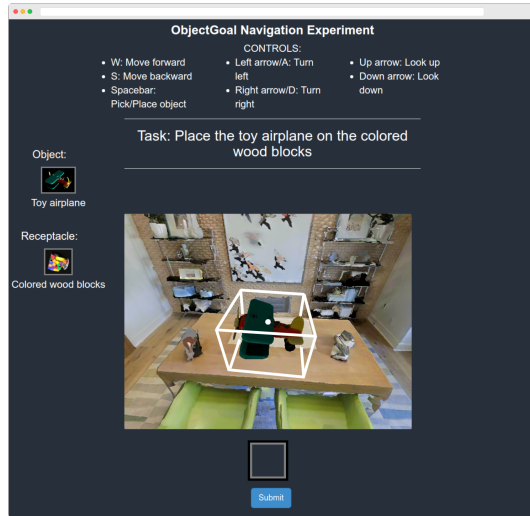 ObjectGoal Navigation Experiment
CONTROLS:
W: Move forward
S: Move backward
Spacebar:
Pick/Place object
Left arrow/A: Turn
left
Right arrow/D: Turn
right
Up arrow: Look up
Down arrow: Look
down
Task: Place the toy airplane on the colored
wood blocks
Object:
Toy airplane
Receptacle:
Colored wood blocks
Submit